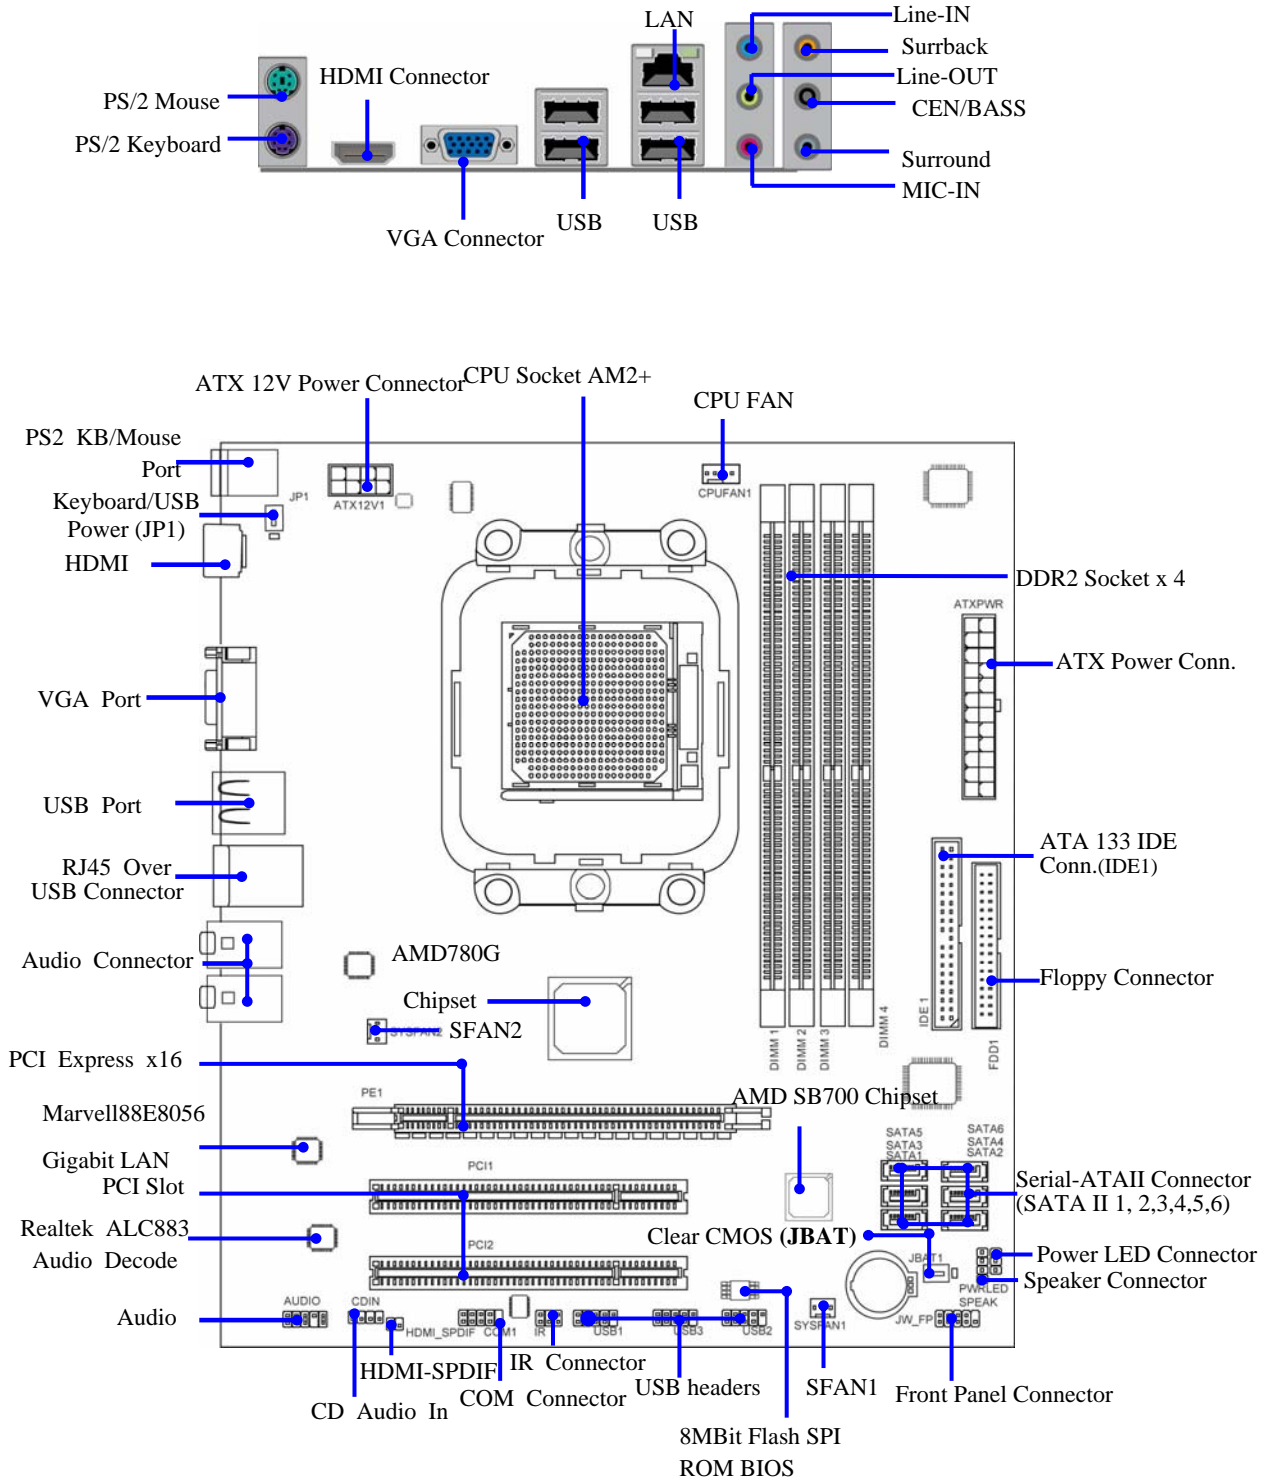 LAN
Line-IN
Surrback
HDMI Connector
Line-OUT
PS/2 Mouse
CEN/BASS
PS/2 Keyboard
Surround
MIC-IN
USB
USB
VGA Connector
ATX 12V Power Connector
CPU Socket AM2+
CPU FAN
PS2 KB/Mouse
Port
Keyboard/USB
Power (JP1)
JP1
ATX12V1
CPUFAN1
HDMI
DDR2 Socket x 4
ATXPWR
ATX Power Conn.
VGA Port
USB Port
ATA 133 IDE
Conn.(IDE1)
RJ45 Over
USB Connector
AMD780G
Audio Connector
Floppy Connector
Chipset
SYSFAN2
SFAN2
IDE 1
FDD1
DIMM 1
DIMM 2
DIMM 3
DIMM 4
PCI Express x16
PE1
AMD SB700 Chipset
Marvell88E8056
Gigabit LAN
SATA5
SATA3
SATA1
SATA6
SATA4
SATA2
PCI1
PCI Slot
Serial-ATAII Connector
(SATA II 1, 2,3,4,5,6)
Realtek ALC883
Audio Decode
Clear CMOS (JBAT)
PCI2
JBAT1
Power LED Connector
Speaker Connector
PWRLED
SPEAK
Audio
AUDIO
CDIN
HDMI_SPDIF
COM1
IR
USB1
USB3
USB2
SYSFAN1
JW_FP
HDMI-SPDIF
IR Connector
CD Audio In
COM Connector
USB headers
SFAN1
Front Panel Connector
8MBit Flash SPI
ROM BIOS